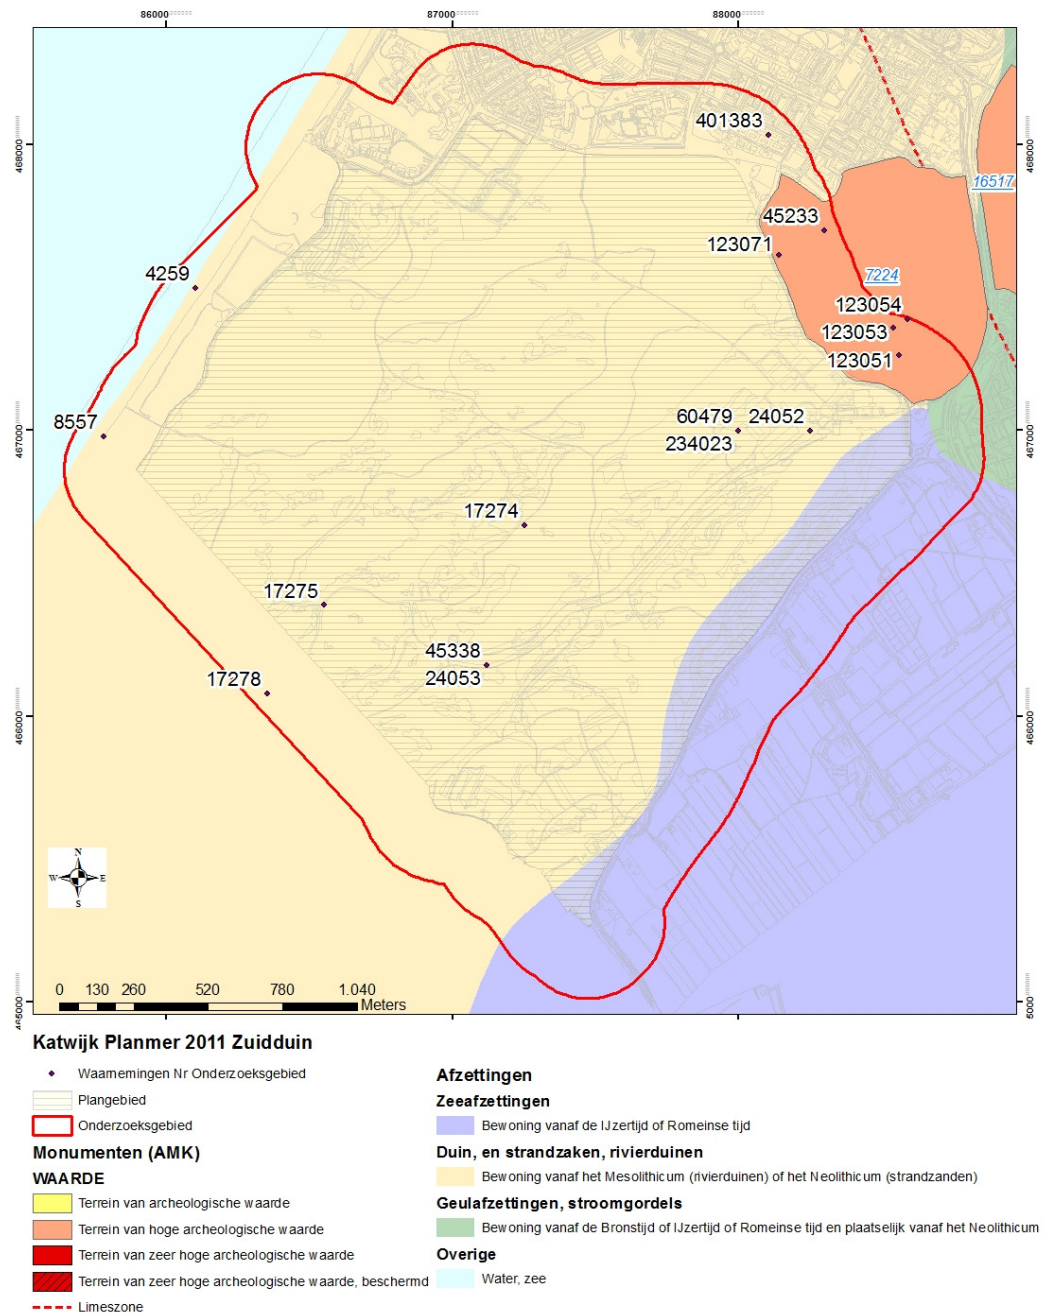 86000 87000 88000
468000 468000
401383
16517
45233
123071
4259
7224
123054
123053
123051
8557
60479 24052
234023
467000 467000
17274
17275
45338
24053
17278
466000 466000
N
W E
S
0 130 260 520 780 1.040
Meters
465000
Katwijk Planmer 2011 Zuidduin
Waarnemingen Nr Onderzoeksgebied
Plangebied
Onderzoeksgebied
Monumenten (AMK)
WAARDE
Terrein van archeologische waarde
Terrein van hoge archeologische waarde
Terrein van zeer hoge archeologische waarde
Terrein van zeer hoge archeologische waarde, beschermd
Limeszone
Afzettingen
Zeeafzettingen
Bewoning vanaf de IJzertijd of Romeinse tijd
Duin, en strandzaken, rivierduinen
Bewoning vanaf het Mesolithicum (rivierduinen) of het Neolithicum (strandzanden)
Geulafzettingen, stroomgordels
Bewoning vanaf de Bronstijd of IJzertijd of Romeinse tijd en plaatselijk vanaf het Neolithicum
Overige
Water, zee